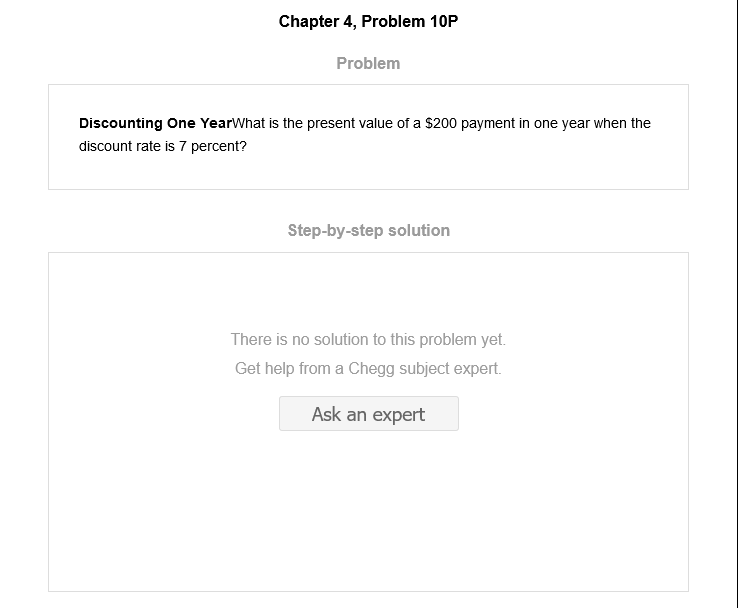 Chapter 4, Problem 10P
Problem
Discounting One YearWhat is the present value of a $200 payment in one year when the
discount rate is 7 percent?
Step-by-step solution
There is no solution to this problem yet.
Get help from a Chegg subject expert.
Ask an expert